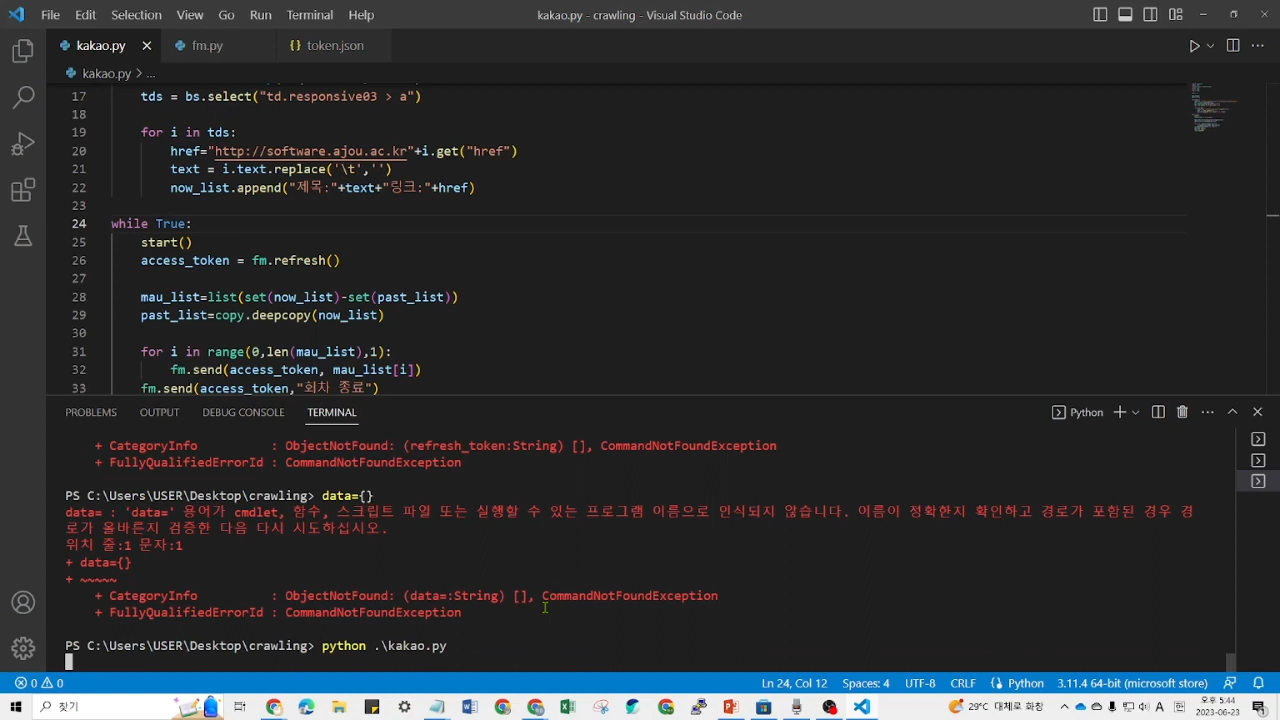 File Edit Selection View Go Run Terminal Help
kakao.py - crawling - Visual Studio Code
kakao.py
fm.py
{} token.json
kakao.py > ...
17 tds = bs.select("td.responsive03 > a")
18
19 for i in tds:
20 href="http://software.ajou.ac.kr"+i.get("href")
21 text = i.text.replace('\t','')
22 now_list.append("제목:"+text+"링크:"+href)
23
24 while True:
25 start()
26 access_token = fm.refresh()
27
28 mau_list=list(set(now_list)-set(past_list))
29 past_list=copy.deepcopy(now_list)
30
31 for i in range(0,len(mau_list),1):
32 fm.send(access_token, mau_list[i])
33 fm.send(access_token,"회차 종료")
PROBLEMS OUTPUT DEBUG CONSOLE TERMINAL
Python
+ CategoryInfo : ObjectNotFound: (refresh_token:String) [], CommandNotFoundException
+ FullyQualifiedErrorId : CommandNotFoundException
PS C:\Users\USER\Desktop\crawling> data={}
data= : 'data=' 용어가 cmdlet, 함수, 스크립트 파일 또는 실행할 수 있는 프로그램 이름으로 인식되지 않습니다. 이름이 정확한지 확인하고 경로가 포함된 경우 경
로가 올바른지 검증한 다음 다시 시도하십시오.
위치 줄:1 문자:1
+ data={}
+ ~~~~~
+ CategoryInfo : ObjectNotFound: (data=:String) [], CommandNotFoundException
+ FullyQualifiedErrorId : CommandNotFoundException
PS C:\Users\USER\Desktop\crawling> python .\kakao.py
0 0
Ln 24, Col 12 Spaces: 4 UTF-8 CRLF Python 3.11.4 64-bit (microsoft store)
찾기
29°C 대체로 화창
A
오후 5:44
2023-06-23